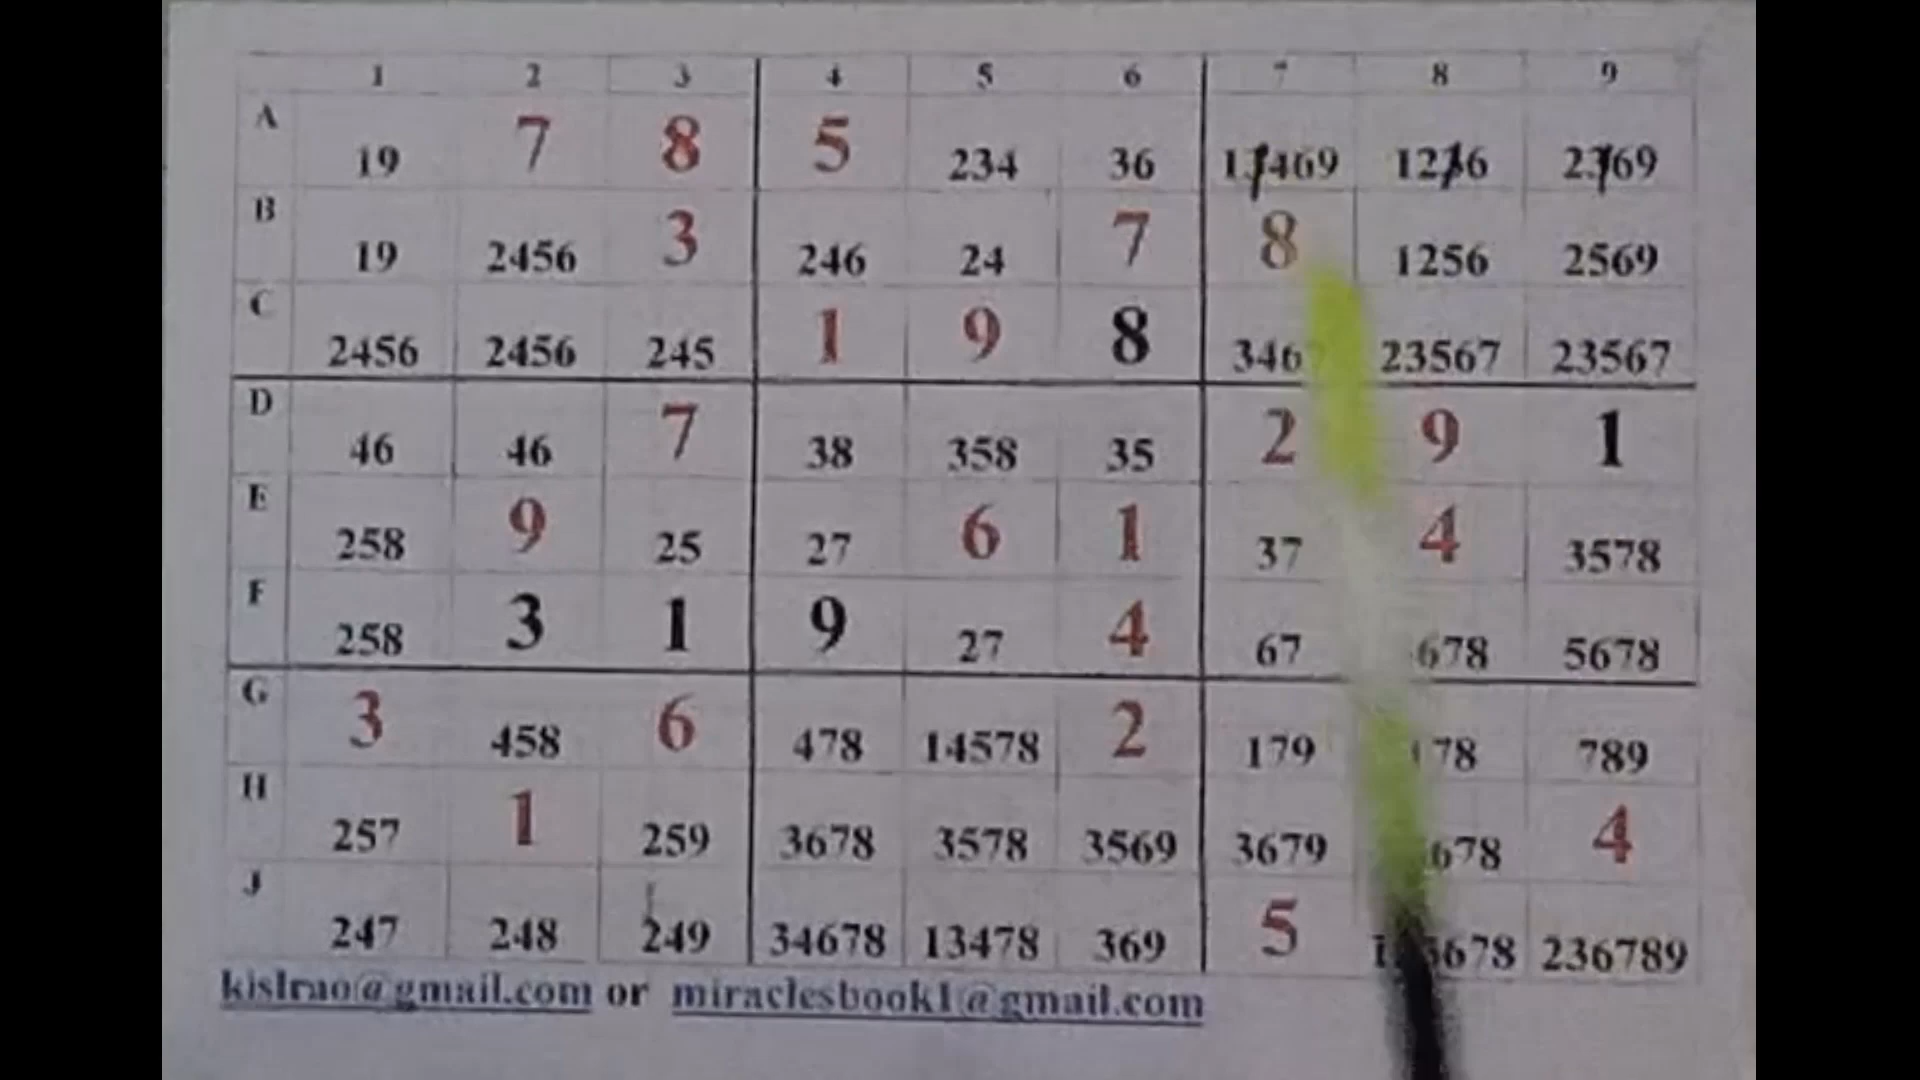 1 2 3 4 5 6 7 8 9
A 19 7 8 5 234 36 13469 1236 2369
B 19 2456 3 246 24 7 8 1256 2569
C 2456 2456 245 1 9 8 23567 23567
D 46 46 7 38 358 35 2 9 1
E 258 9 25 27 6 1 37 4 3578
F 258 3 1 9 27 4 67 5678
G 3 458 6 478 14578 2 179 789
H 257 1 259 3678 3578 3569 3679 4
J 247 248 249 34678 13478 369 5 236789
kislrao@gmail.com or miraclesbook1@gmail.com